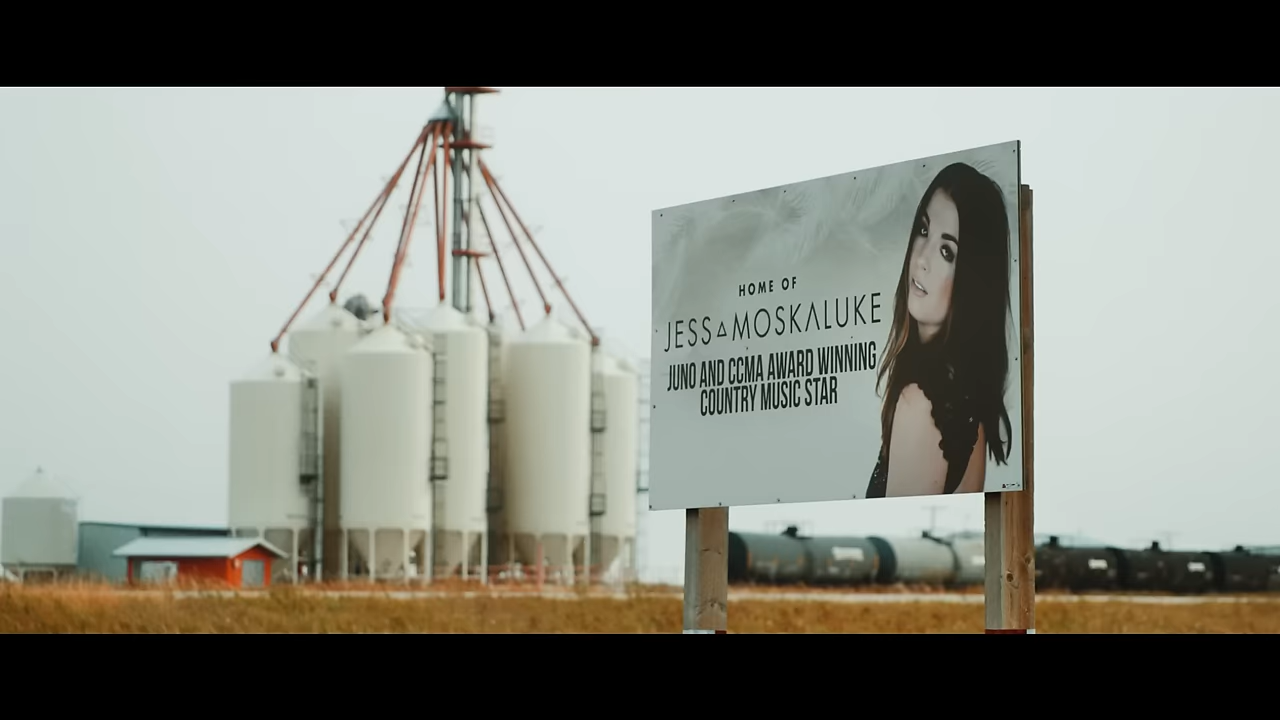 HOME OF
JESS MOSKALUKE
JUNO AND CCMA AWARD WINNING
COUNTRY MUSIC STAR